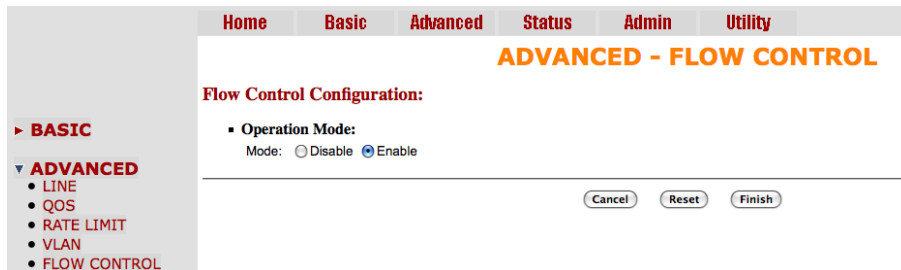 Home Basic Advanced Status Admin Utility
ADVANCED - FLOW CONTROL
Flow Control Configuration:
Operation Mode:
Mode: Disable Enable
Cancel Reset Finish
BASIC
ADVANCED
LINE
QOS
RATE LIMIT
VLAN
FLOW CONTROL